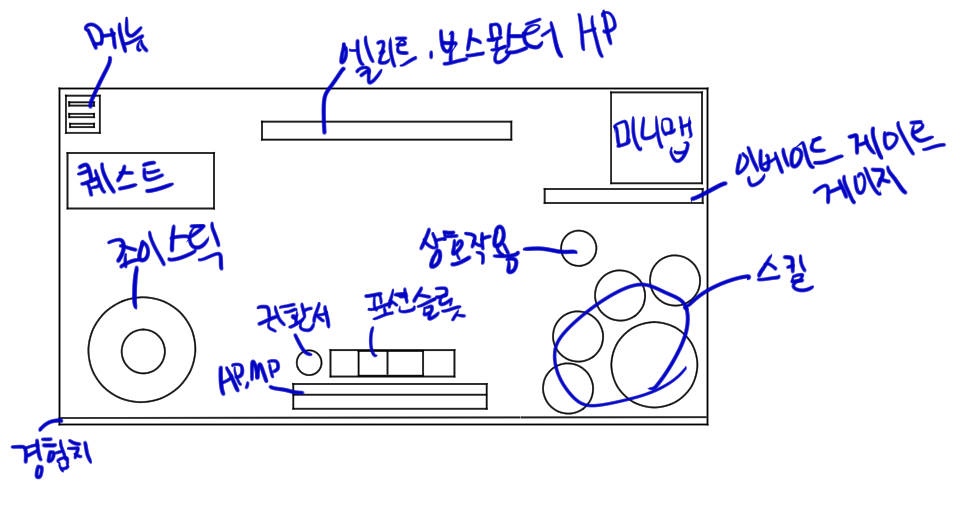 메뉴
엘리트, 보스몬스터 HP
미니맵
퀘스트
인베이드 게이트
게이지
조이스틱
상호작용
스킬
귀환서
포션슬롯
HP, MP
경험치